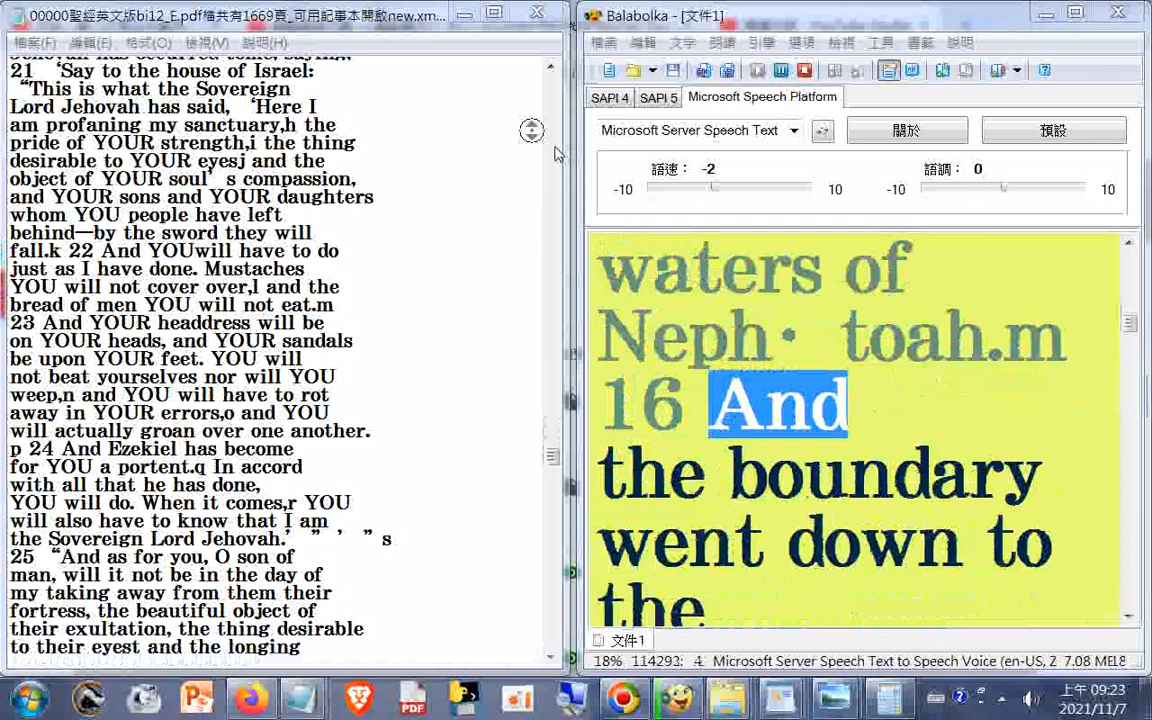 00000聖經英文版bi12_E.pdf檔共有1669頁_可用記事本開啟new.xm...
檔案(F) 編輯(E) 格式(O) 檢視(V) 說明(H)
21 ‘Say to the house of Israel:
“This is what the Sovereign
Lord Jehovah has said, ‘Here I
am profaning my sanctuary,h the
pride of YOUR strength,i the thing
desirable to YOUR eyesj and the
object of YOUR soul’s compassion,
and YOUR sons and YOUR daughters
whom YOU people have left
behind—by the sword they will
fall.k 22 And YOUwill have to do
just as I have done. Mustaches
YOU will not cover over,l and the
bread of men YOU will not eat.m
23 And YOUR headdress will be
on YOUR heads, and YOUR sandals
be upon YOUR feet. YOU will
not beat yourselves nor will YOU
weep,n and YOU will have to rot
away in YOUR errors,o and YOU
will actually groan over one another.
p 24 And Ezekiel has become
for YOU a portent.q In accord
with all that he has done,
YOU will do. When it comes,r YOU
will also have to know that I am
the Sovereign Lord Jehovah.’ ” ’ ” s
25 “And as for you, O son of
man, will it not be in the day of
my taking away from them their
fortress, the beautiful object of
their exultation, the thing desirable
to their eyest and the longing
Balabolka - [文件1]
檔案 編輯 文字 朗讀 引擎 選項 檢視 工具 書籤 說明
SAPI 4 SAPI 5 Microsoft Speech Platform
Microsoft Server Speech Text 關於 預設
語速： -2 語調： 0
-10 10 -10 10
waters of
Neph· toah.m
16 And
the boundary
went down to
the
文件1
18% Microsoft Server Speech Text to Speech Voice (en-US, Z
上午 09:23
2021/11/7